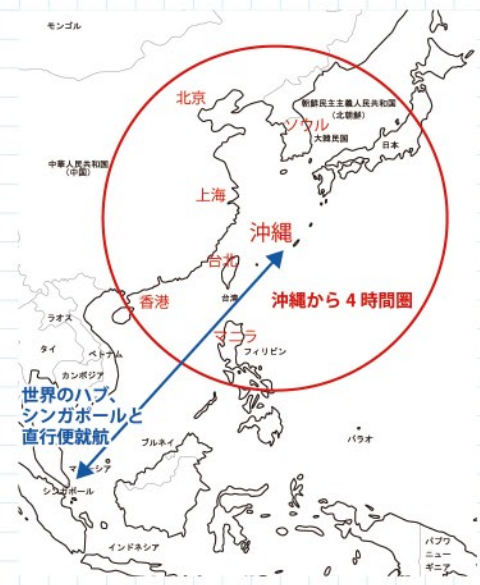 モンゴル
北京
朝鮮民主主義人民共和国
(北朝鮮)
ソウル
大韓民国
日本
中華人民共和国
(中国)
上海
沖縄
台北
台湾
香港
沖縄から4時間圏
ラオス
マニラ
フィリピン
タイ
ベトナム
カンボジア
世界のハブ、
シンガポールと
直行便就航
ブルネイ
パラオ
マレーシア
シンガポール
インドネシア
パプワ
ニュー
ギニア